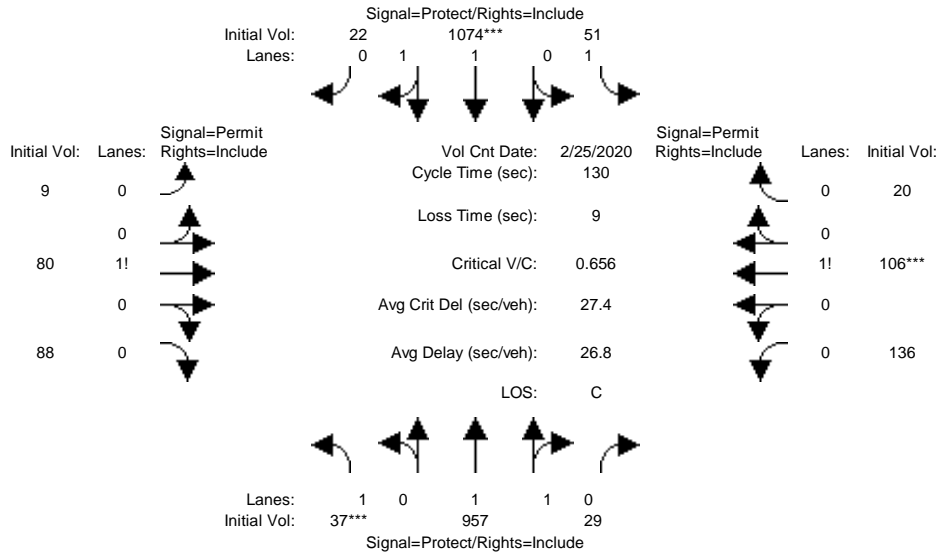 Signal=Protect/Rights=Include
Initial Vol: 22 1074*** 51
Lanes: 0 1 1 0 1
Signal=Permit Signal=Permit
Initial Vol: Lanes: Rights=Include Vol Cnt Date: 2/25/2020 Rights=Include Lanes: Initial Vol:
Cycle Time (sec): 130
9 0 0 20
Loss Time (sec): 9
0 0
80 1! Critical V/C: 0.656 1! 106***
0 Avg Crit Del (sec/veh): 27.4 0
88 0 Avg Delay (sec/veh): 26.8 0 136
LOS: C
Lanes: 1 0 1 1 0
Initial Vol: 37*** 957 29
Signal=Protect/Rights=Include